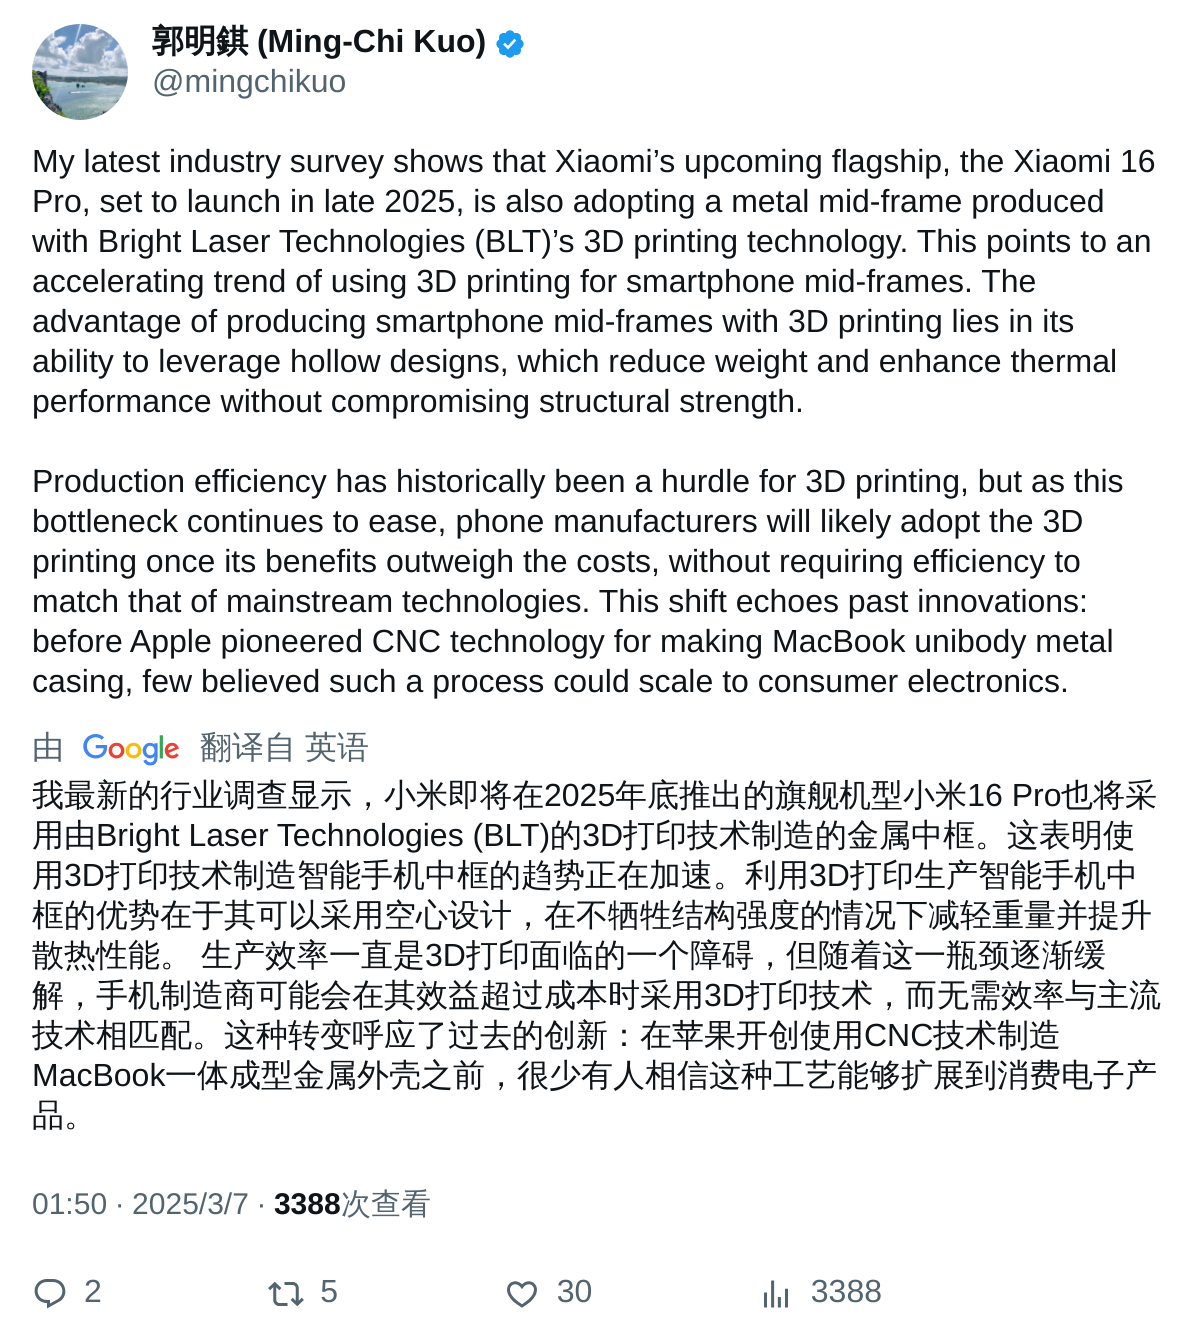 郭明錤 (Ming-Chi Kuo)
@mingchikuo
My latest industry survey shows that Xiaomi’s upcoming flagship, the Xiaomi 16
Pro, set to launch in late 2025, is also adopting a metal mid-frame produced
with Bright Laser Technologies (BLT)’s 3D printing technology. This points to an
accelerating trend of using 3D printing for smartphone mid-frames. The
advantage of producing smartphone mid-frames with 3D printing lies in its
ability to leverage hollow designs, which reduce weight and enhance thermal
performance without compromising structural strength.
Production efficiency has historically been a hurdle for 3D printing, but as this
bottleneck continues to ease, phone manufacturers will likely adopt the 3D
printing once its benefits outweigh the costs, without requiring efficiency to
match that of mainstream technologies. This shift echoes past innovations:
before Apple pioneered CNC technology for making MacBook unibody metal
casing, few believed such a process could scale to consumer electronics.
由 Google 翻译自 英语
我最新的行业调查显示，小米即将在2025年底推出的旗舰机型小米16 Pro也将采
用由Bright Laser Technologies (BLT)的3D打印技术制造的金属中框。这表明使
用3D打印技术制造智能手机中框的趋势正在加速。利用3D打印生产智能手机中
框的优势在于其可以采用空心设计，在不牺牲结构强度的情况下减轻重量并提升
散热性能。 生产效率一直是3D打印面临的一个障碍，但随着这一瓶颈逐渐缓
解，手机制造商可能会在其效益超过成本时采用3D打印技术，而无需效率与主流
技术相匹配。这种转变呼应了过去的创新：在苹果开创使用CNC技术制造
MacBook一体成型金属外壳之前，很少有人相信这种工艺能够扩展到消费电子产
品。
01:50 · 2025/3/7 · 3388次查看
2 5 30 3388